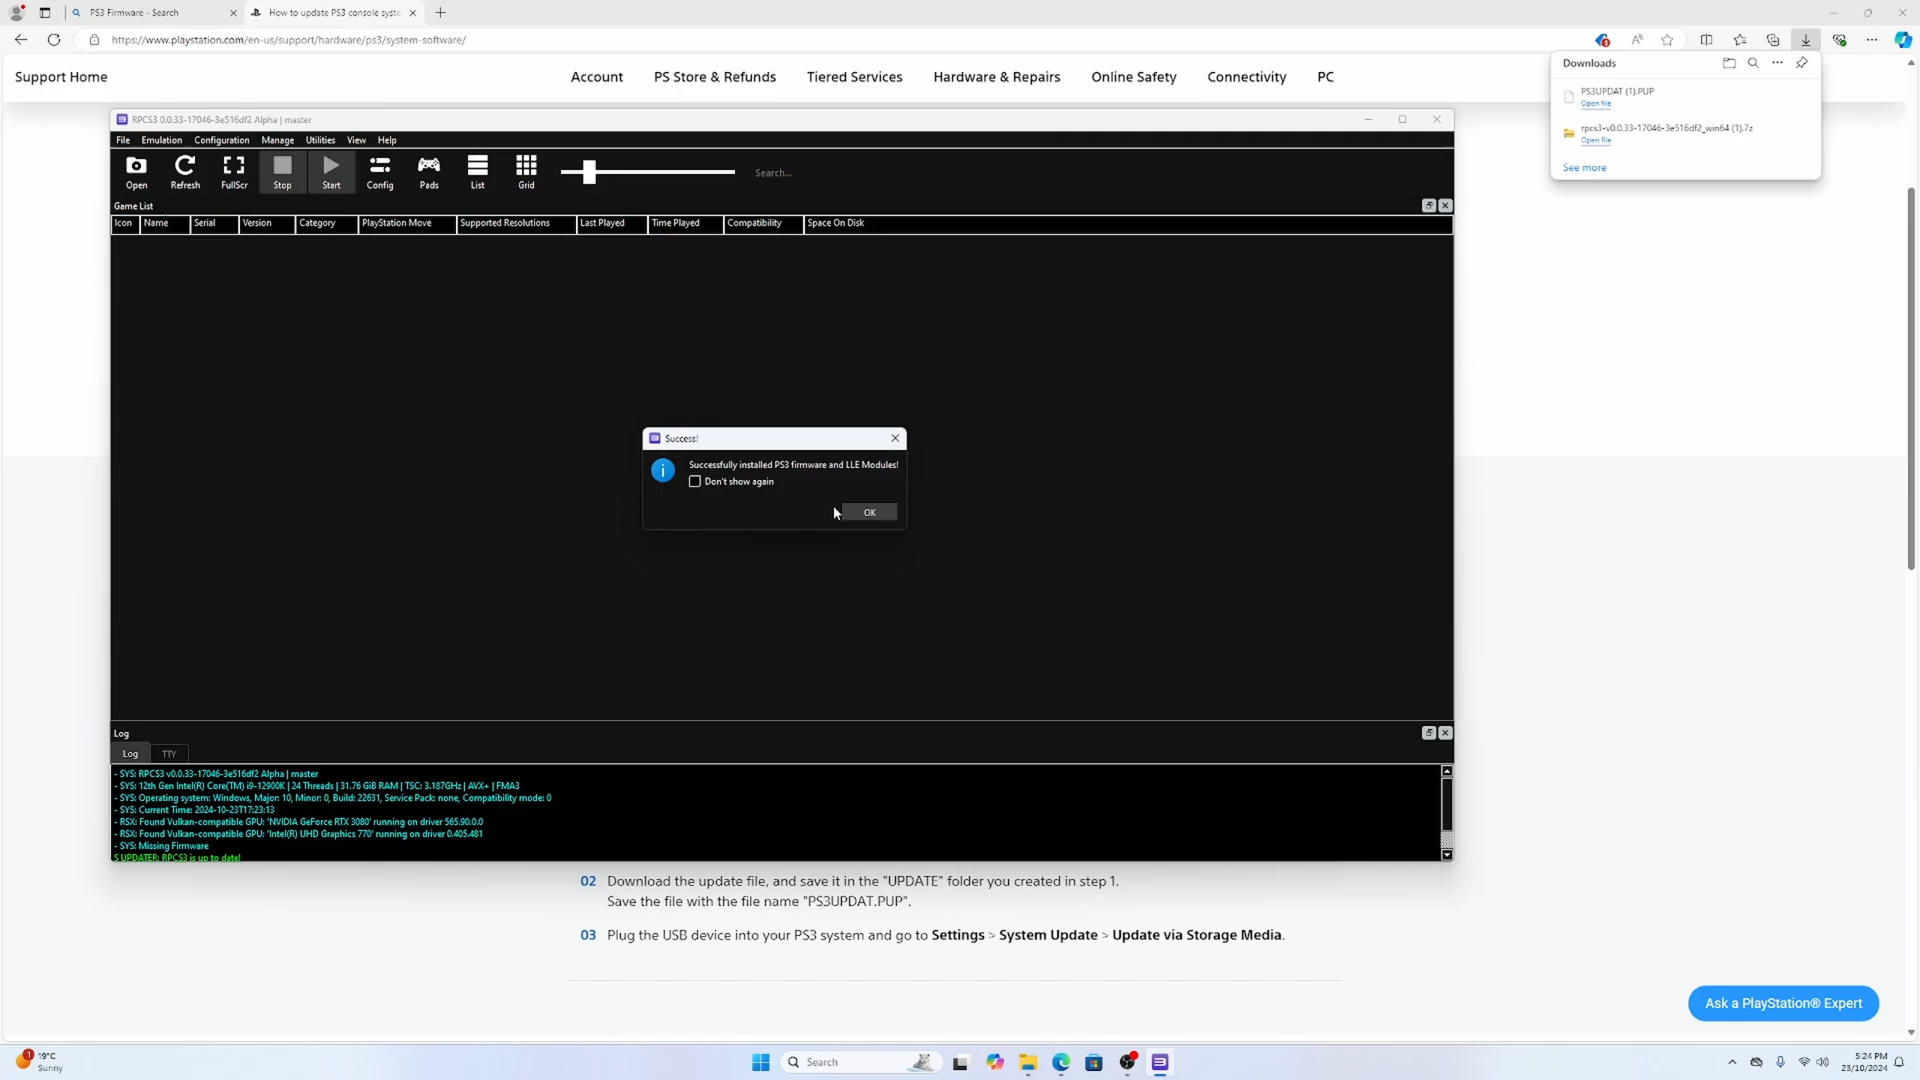 PS3 Firmware - Search
How to update PS3 console syste
https://www.playstation.com/en-us/support/hardware/ps3/system-software/
Support Home
Account
PS Store & Refunds
Tiered Services
Hardware & Repairs
Online Safety
Connectivity
PC
Downloads
PS3UPDAT (1).PUP
Open file
rpcs3-v0.0.33-17046-3e516df2_win64 (1).7z
Open file
See more
RPCS3 0.0.33-17046-3e516df2 Alpha | master
File Emulation Configuration Manage Utilities View Help
Open Refresh FullScr Stop Start Config Pads List Grid
Search...
Game List
Icon Name Serial Version Category PlayStation Move Supported Resolutions Last Played Time Played Compatibility Space On Disk
Success!
Successfully installed PS3 firmware and LLE Modules!
Don't show again
OK
Log
Log TTY
- SYS: RPCS3 v0.0.33-17046-3e516df2 Alpha | master
- SYS: 12th Gen Intel(R) Core(TM) i9-12900K | 24 Threads | 31.76 GiB RAM | TSC: 3.187GHz | AVX+ | FMA3
- SYS: Operating system: Windows, Major: 10, Minor: 0, Build: 22631, Service Pack: none, Compatibility mode: 0
- SYS: Current Time: 2024-10-23T17:23:13
- RSX: Found Vulkan-compatible GPU: 'NVIDIA GeForce RTX 3080' running on driver 565.90.0.0
- RSX: Found Vulkan-compatible GPU: 'Intel(R) UHD Graphics 770' running on driver 0.405.481
- SYS: Missing Firmware
S UPDATER: RPCS3 is up to date!
02 Download the update file, and save it in the "UPDATE" folder you created in step 1.
Save the file with the file name "PS3UPDAT.PUP".
03 Plug the USB device into your PS3 system and go to Settings > System Update > Update via Storage Media.
Ask a PlayStation® Expert
1
19°C
Sunny
Search
5:24 PM
23/10/2024